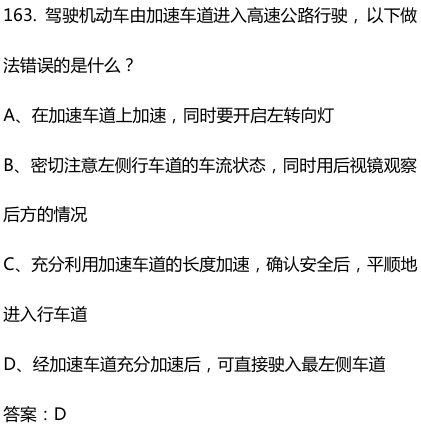 163. 驾驶机动车由加速车道进入高速公路行驶，以下做
法错误的是什么？
A、在加速车道上加速，同时要开启左转向灯
B、密切注意左侧行车道的车流状态，同时用后视镜观察
后方的情况
C、充分利用加速车道的长度加速，确认安全后，平顺地
进入行车道
D、经加速车道充分加速后，可直接驶入最左侧车道
答案：D